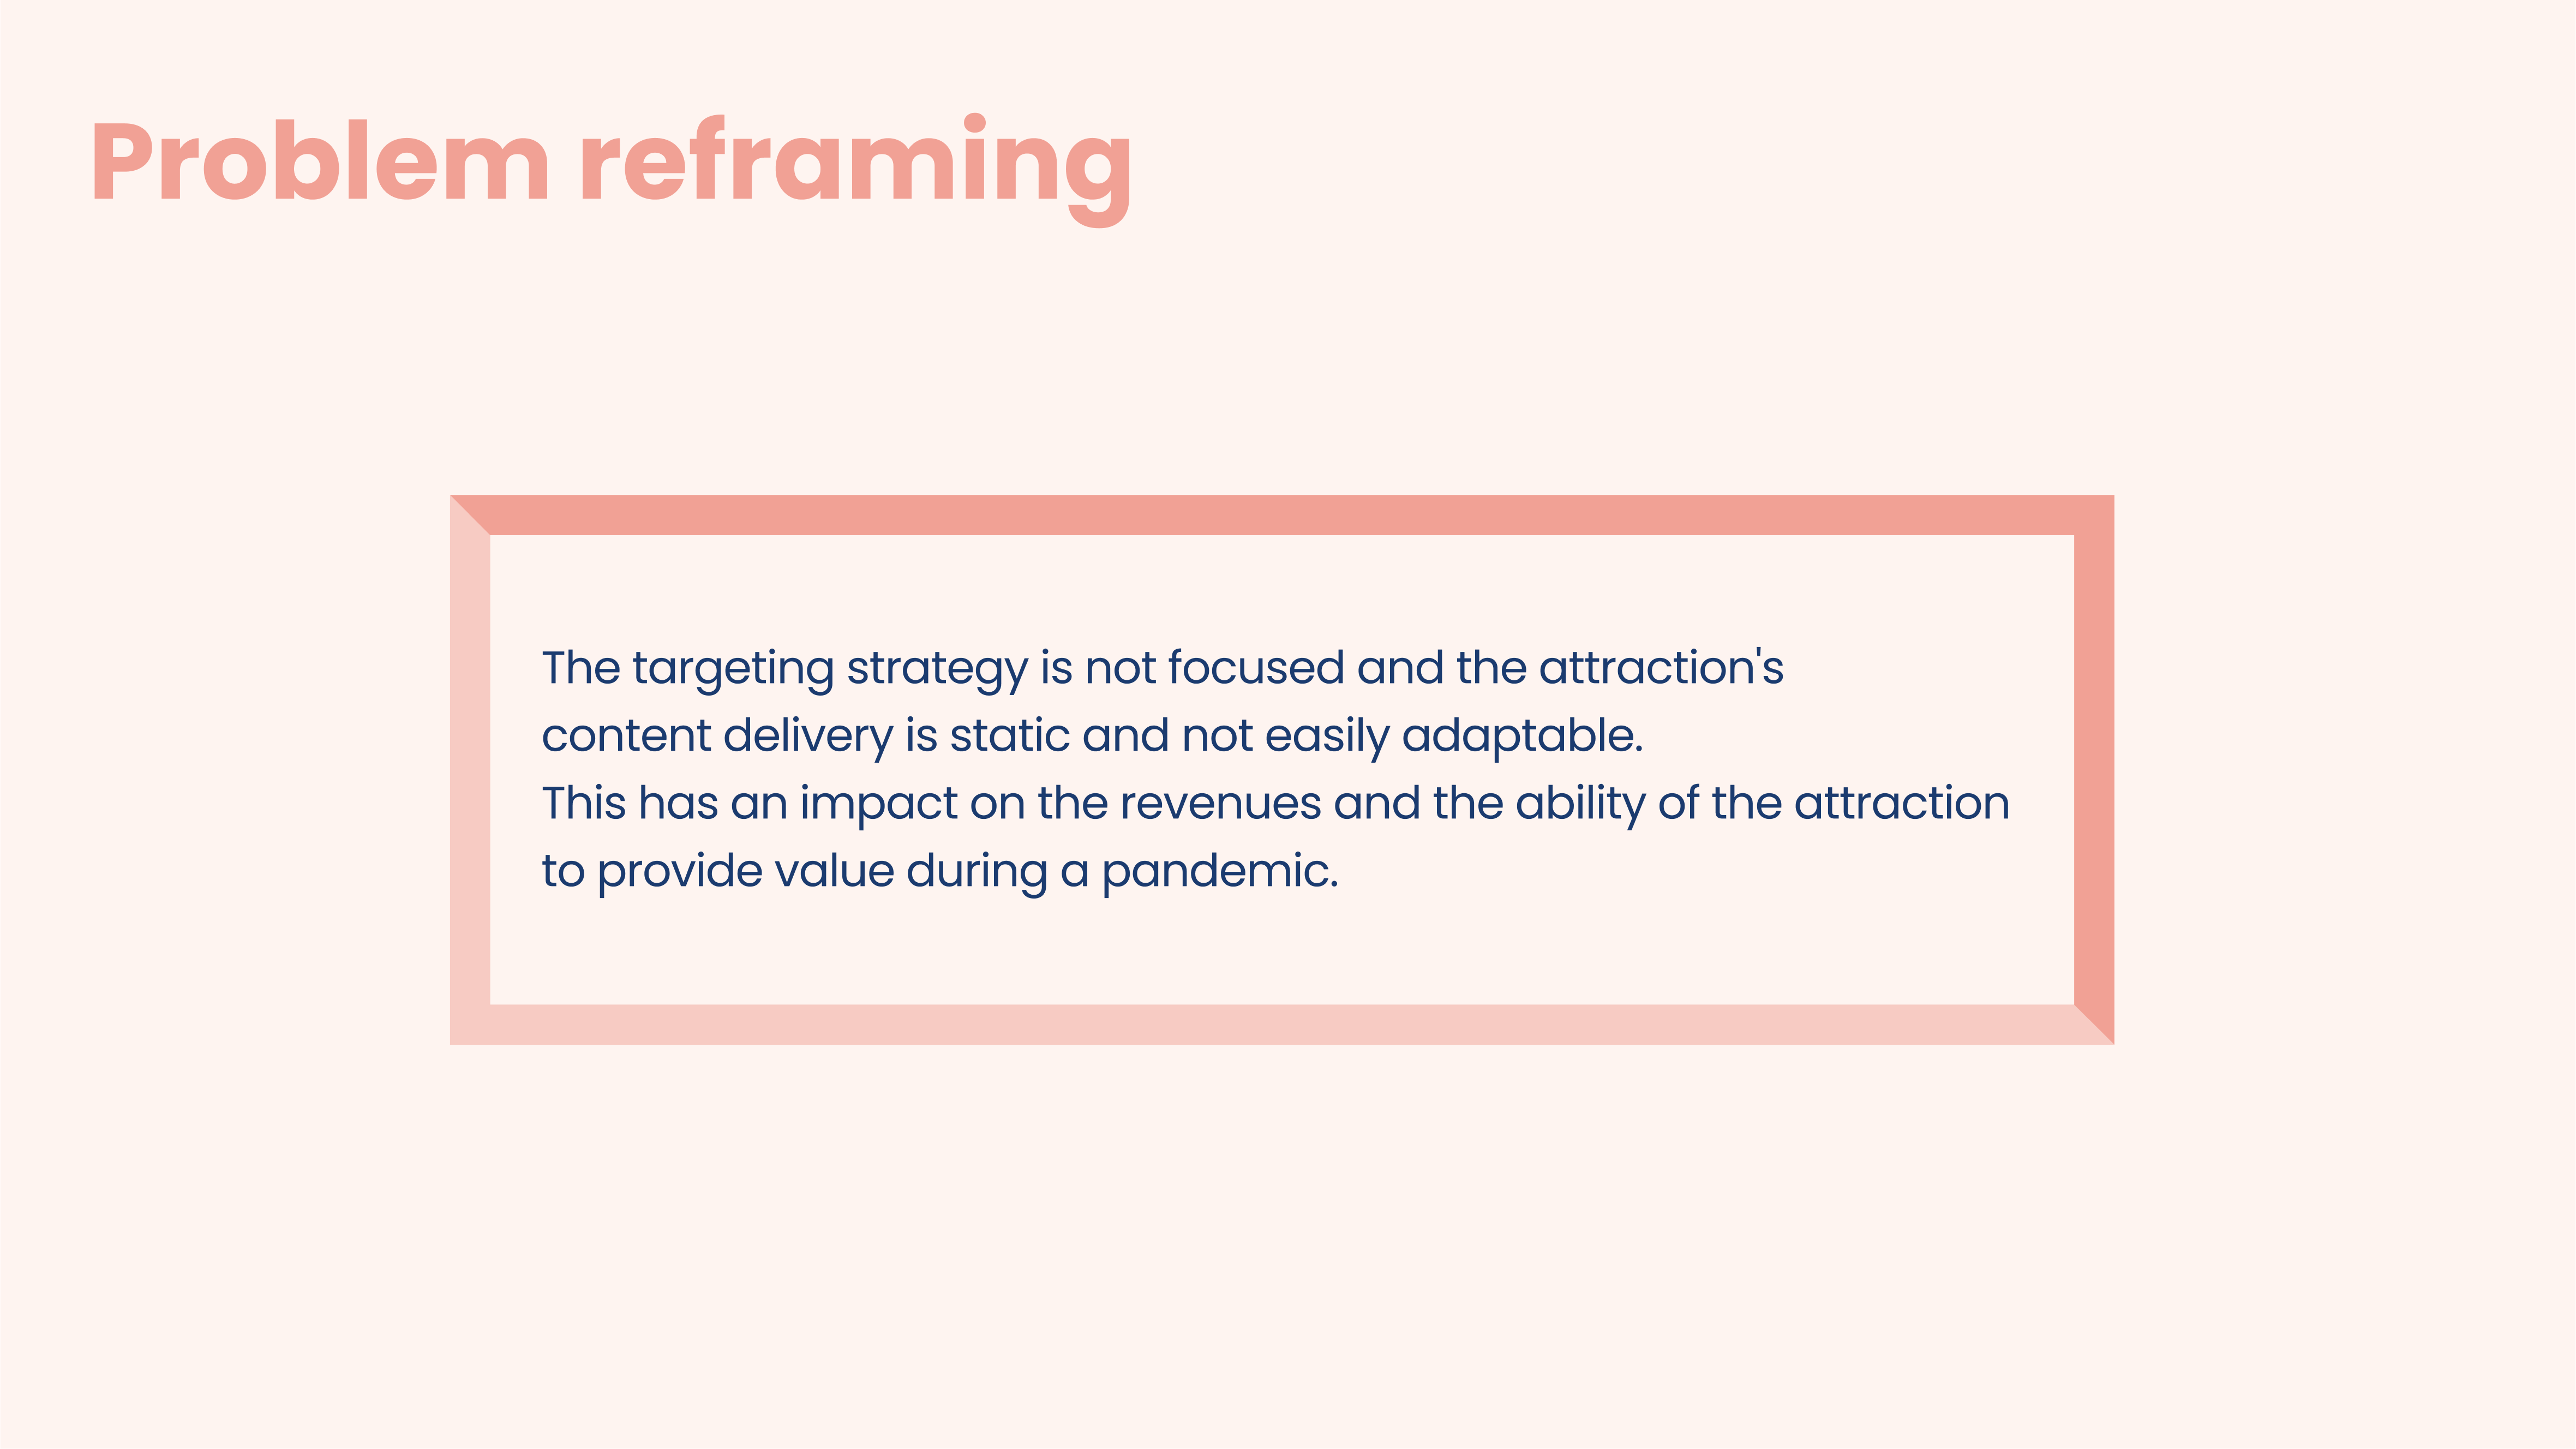 Problem reframing
The targeting strategy is not focused and the attraction's
content delivery is static and not easily adaptable.
This has an impact on the revenues and the ability of the attraction
to provide value during a pandemic.